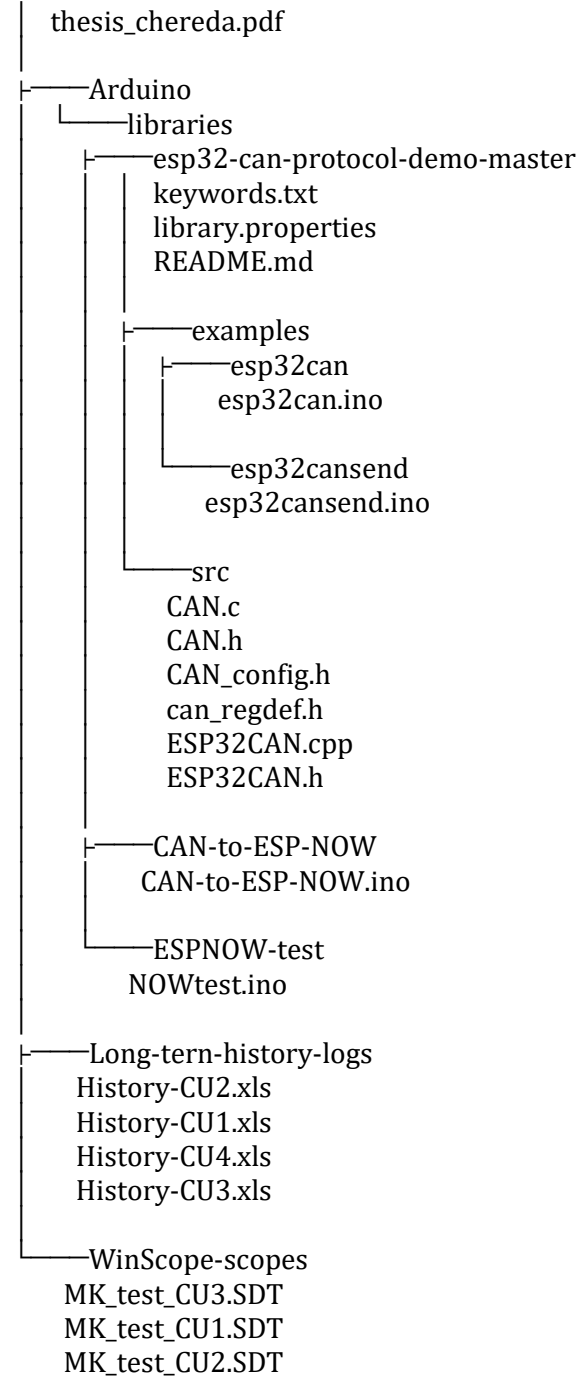 thesis_chereda.pdf
Arduino
libraries
esp32-can-protocol-demo-master
keywords.txt
library.properties
README.md
examples
esp32can
esp32can.ino
esp32cansend
esp32cansend.ino
src
CAN.c
CAN.h
CAN_config.h
can_regdef.h
ESP32CAN.cpp
ESP32CAN.h
CAN-to-ESP-NOW
CAN-to-ESP-NOW.ino
ESPNOW-test
NOWtest.ino
Long-tern-history-logs
History-CU2.xls
History-CU1.xls
History-CU4.xls
History-CU3.xls
WinScope-scopes
MK_test_CU3.SDT
MK_test_CU1.SDT
MK_test_CU2.SDT